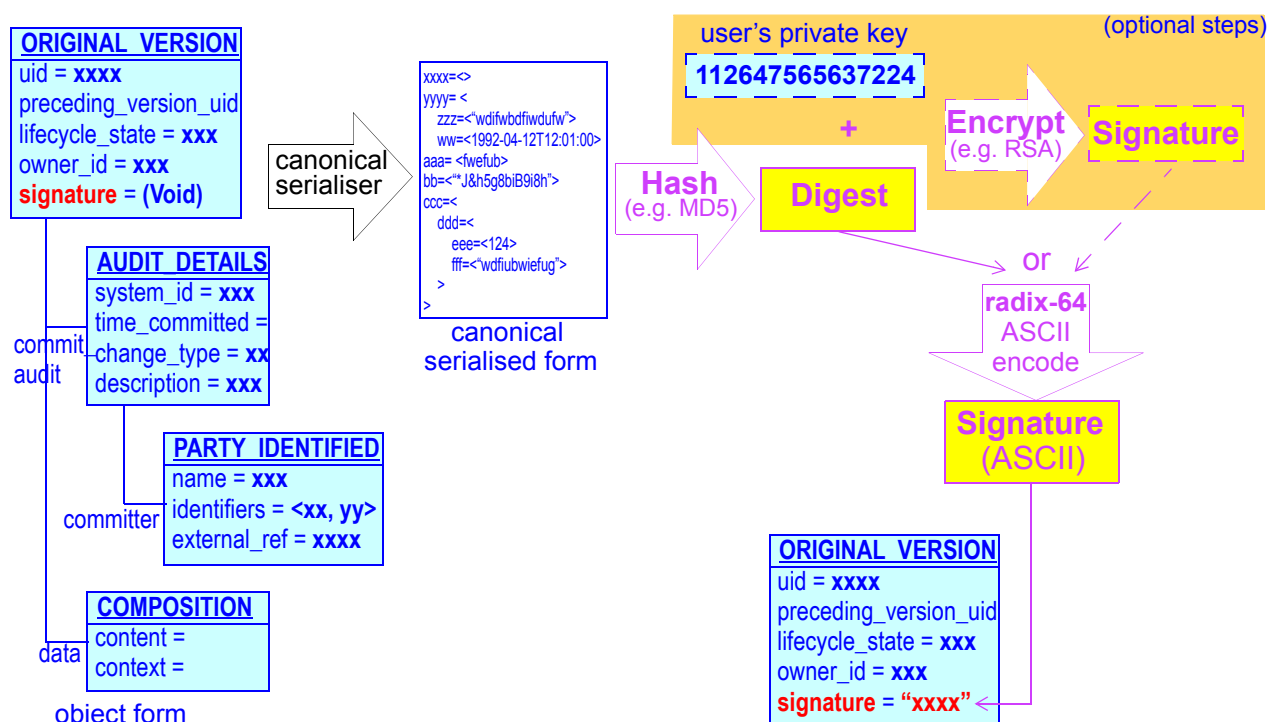 ORIGINAL_VERSION
uid = xxxx
preceding_version_uid
lifecycle_state = xxx
owner_id = xxx
signature = (Void)
commit_
audit
AUDIT_DETAILS
system_id = xxx
time_committed =
change_type = xx
description = xxx
committer
PARTY_IDENTIFIED
name = xxx
identifiers = <xx, yy>
external_ref = xxxx
data
COMPOSITION
content =
context =
object form
canonical
serialiser
xxxx=<>
yyyy= <
zzz=<“wdifwbdfiwdufw”>
ww=<1992-04-12T12:01:00>
aaa= <fwefub>
bb=<“*J&h5g8biB9i8h”>
ccc=<
ddd=<
eee=<124>
fff=<“wdfiubwiefug”>
>
>
canonical
serialised form
Hash
(e.g. MD5)
(optional steps)
user’s private key
112647565637224
+
Digest
Encrypt
(e.g. RSA)
Signature
or
radix-64
ASCII
encode
Signature
(ASCII)
ORIGINAL_VERSION
uid = xxxx
preceding_version_uid
lifecycle_state = xxx
owner_id = xxx
signature = “xxxx”